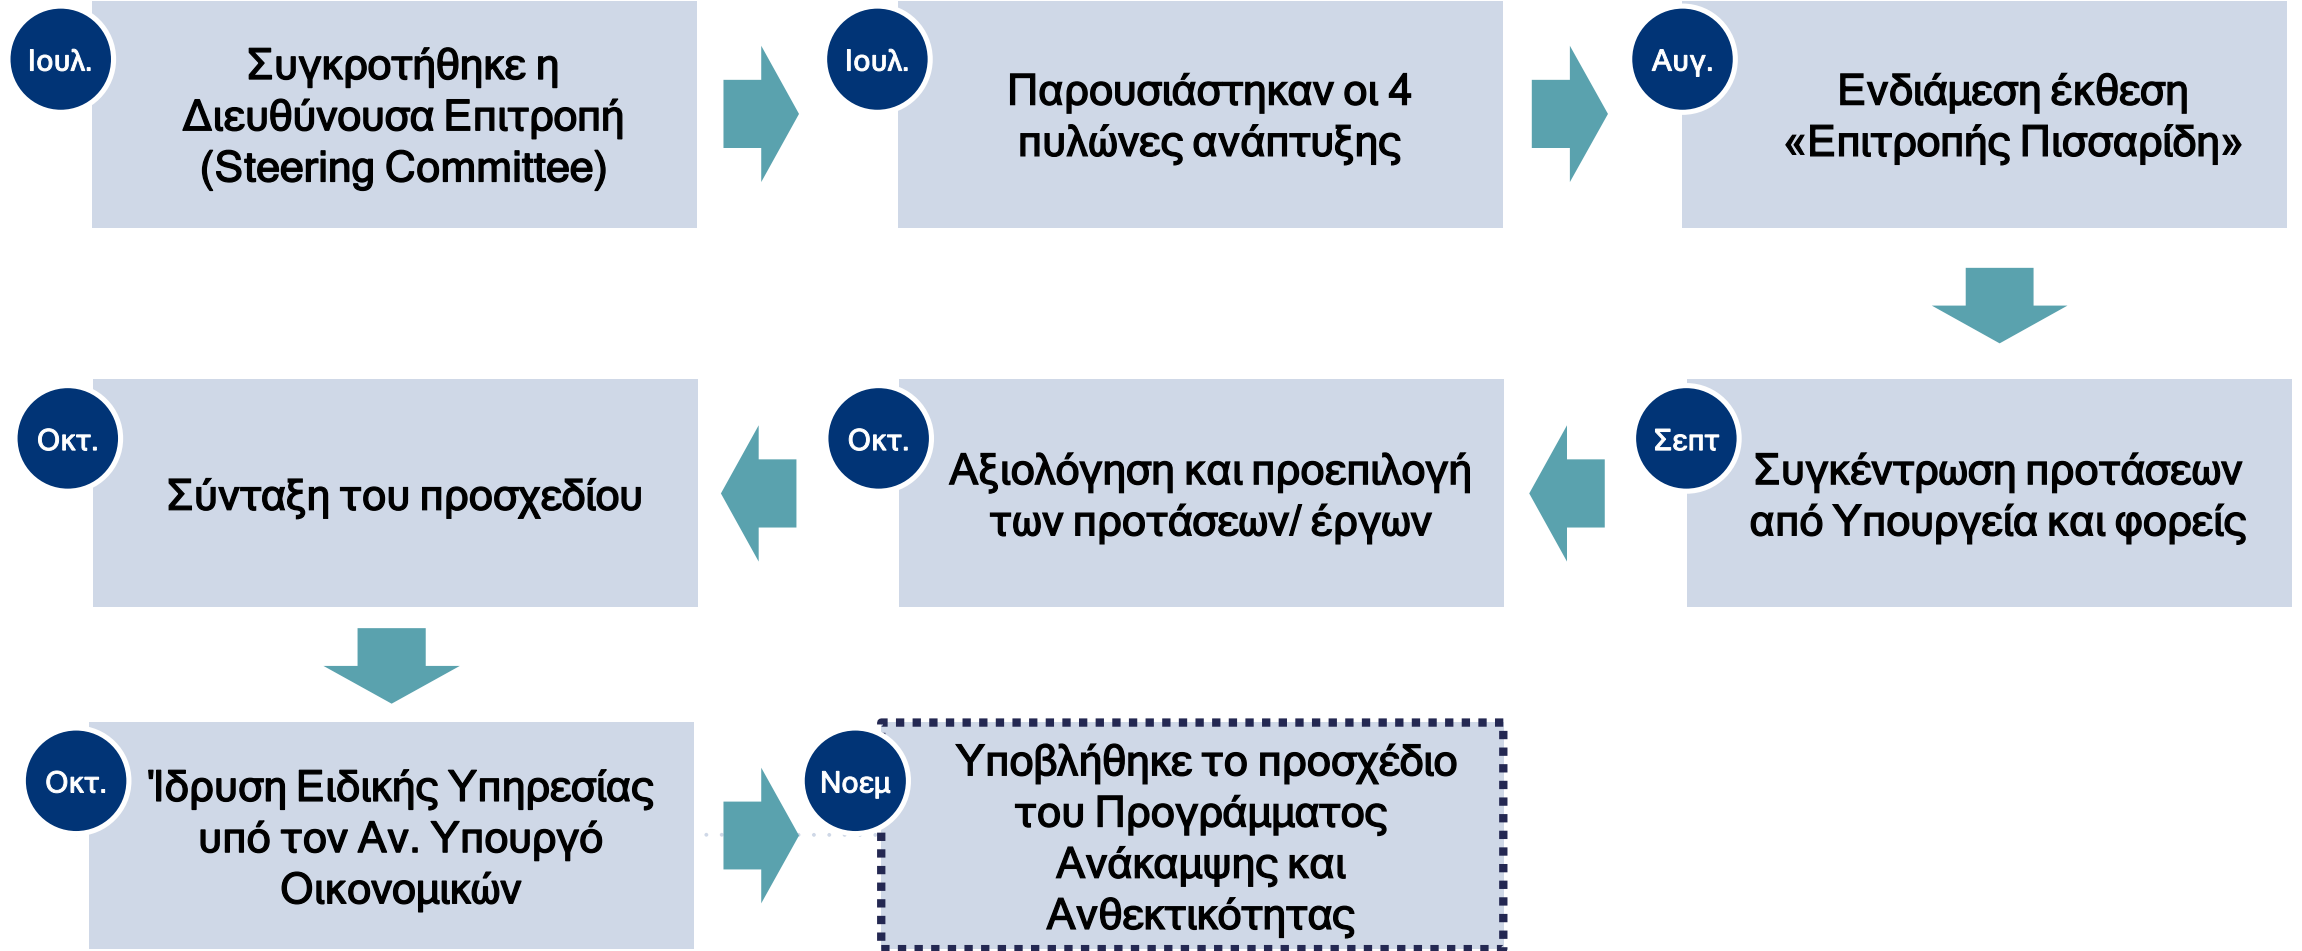 Ιουλ.
Συγκροτήθηκε η
Διευθύνουσα Επιτροπή
(Steering Committee)
Ιουλ.
Παρουσιάστηκαν οι 4
πυλώνες ανάπτυξης
Αυγ.
Ενδιάμεση έκθεση
«Επιτροπής Πισσαρίδη»
Σεπτ
Συγκέντρωση προτάσεων
από Υπουργεία και φορείς
Οκτ.
Αξιολόγηση και προεπιλογή
των προτάσεων/ έργων
Οκτ.
Σύνταξη του προσχεδίου
Οκτ.
Ίδρυση Ειδικής Υπηρεσίας
υπό τον Αν. Υπουργό
Οικονομικών
Νοεμ
Υποβλήθηκε το προσχέδιο
του Προγράμματος
Ανάκαμψης και
Ανθεκτικότητας